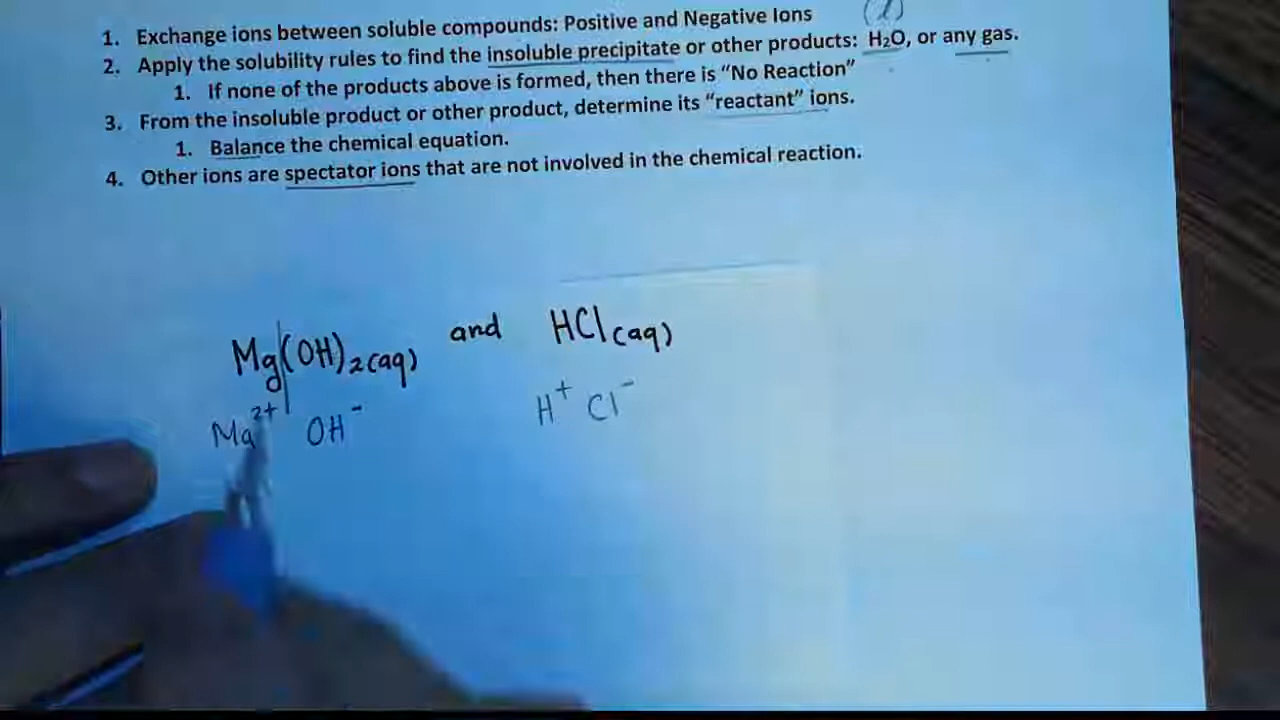 (l)
1. Exchange ions between soluble compounds: Positive and Negative Ions
2. Apply the solubility rules to find the insoluble precipitate or other products: H₂O, or any gas.
1. If none of the products above is formed, then there is “No Reaction”
3. From the insoluble product or other product, determine its “reactant” ions.
1. Balance the chemical equation.
4. Other ions are spectator ions that are not involved in the chemical reaction.
Mg(OH)₂(aq) and HCl(aq)
Mg²⁺ OH⁻ H⁺ Cl⁻